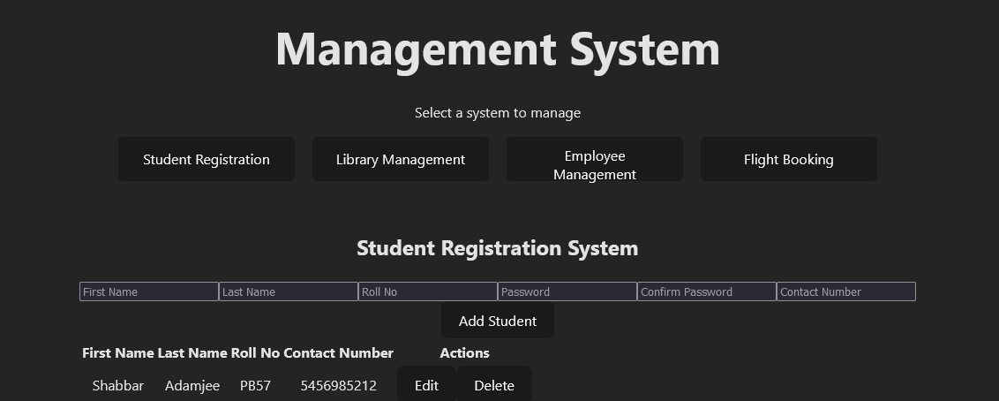 Management System
Select a system to manage
Student Registration
Library Management
Employee
Management
Flight Booking
Student Registration System
First Name Last Name Roll No Password Confirm Password Contact Number
Add Student
First Name Last Name Roll No Contact Number Actions
Shabbar Adamjee PB57 5456985212 Edit Delete